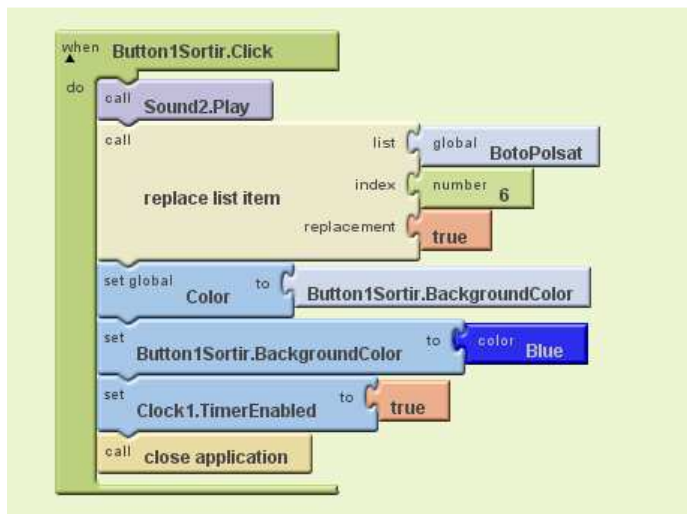 when Button1Sortir.Click
do
call Sound2.Play
call replace list item
list global BotoPolsat
index number 6
replacement true
set global Color to Button1Sortir.BackgroundColor
set Button1Sortir.BackgroundColor to color Blue
set Clock1.TimerEnabled to true
call close application